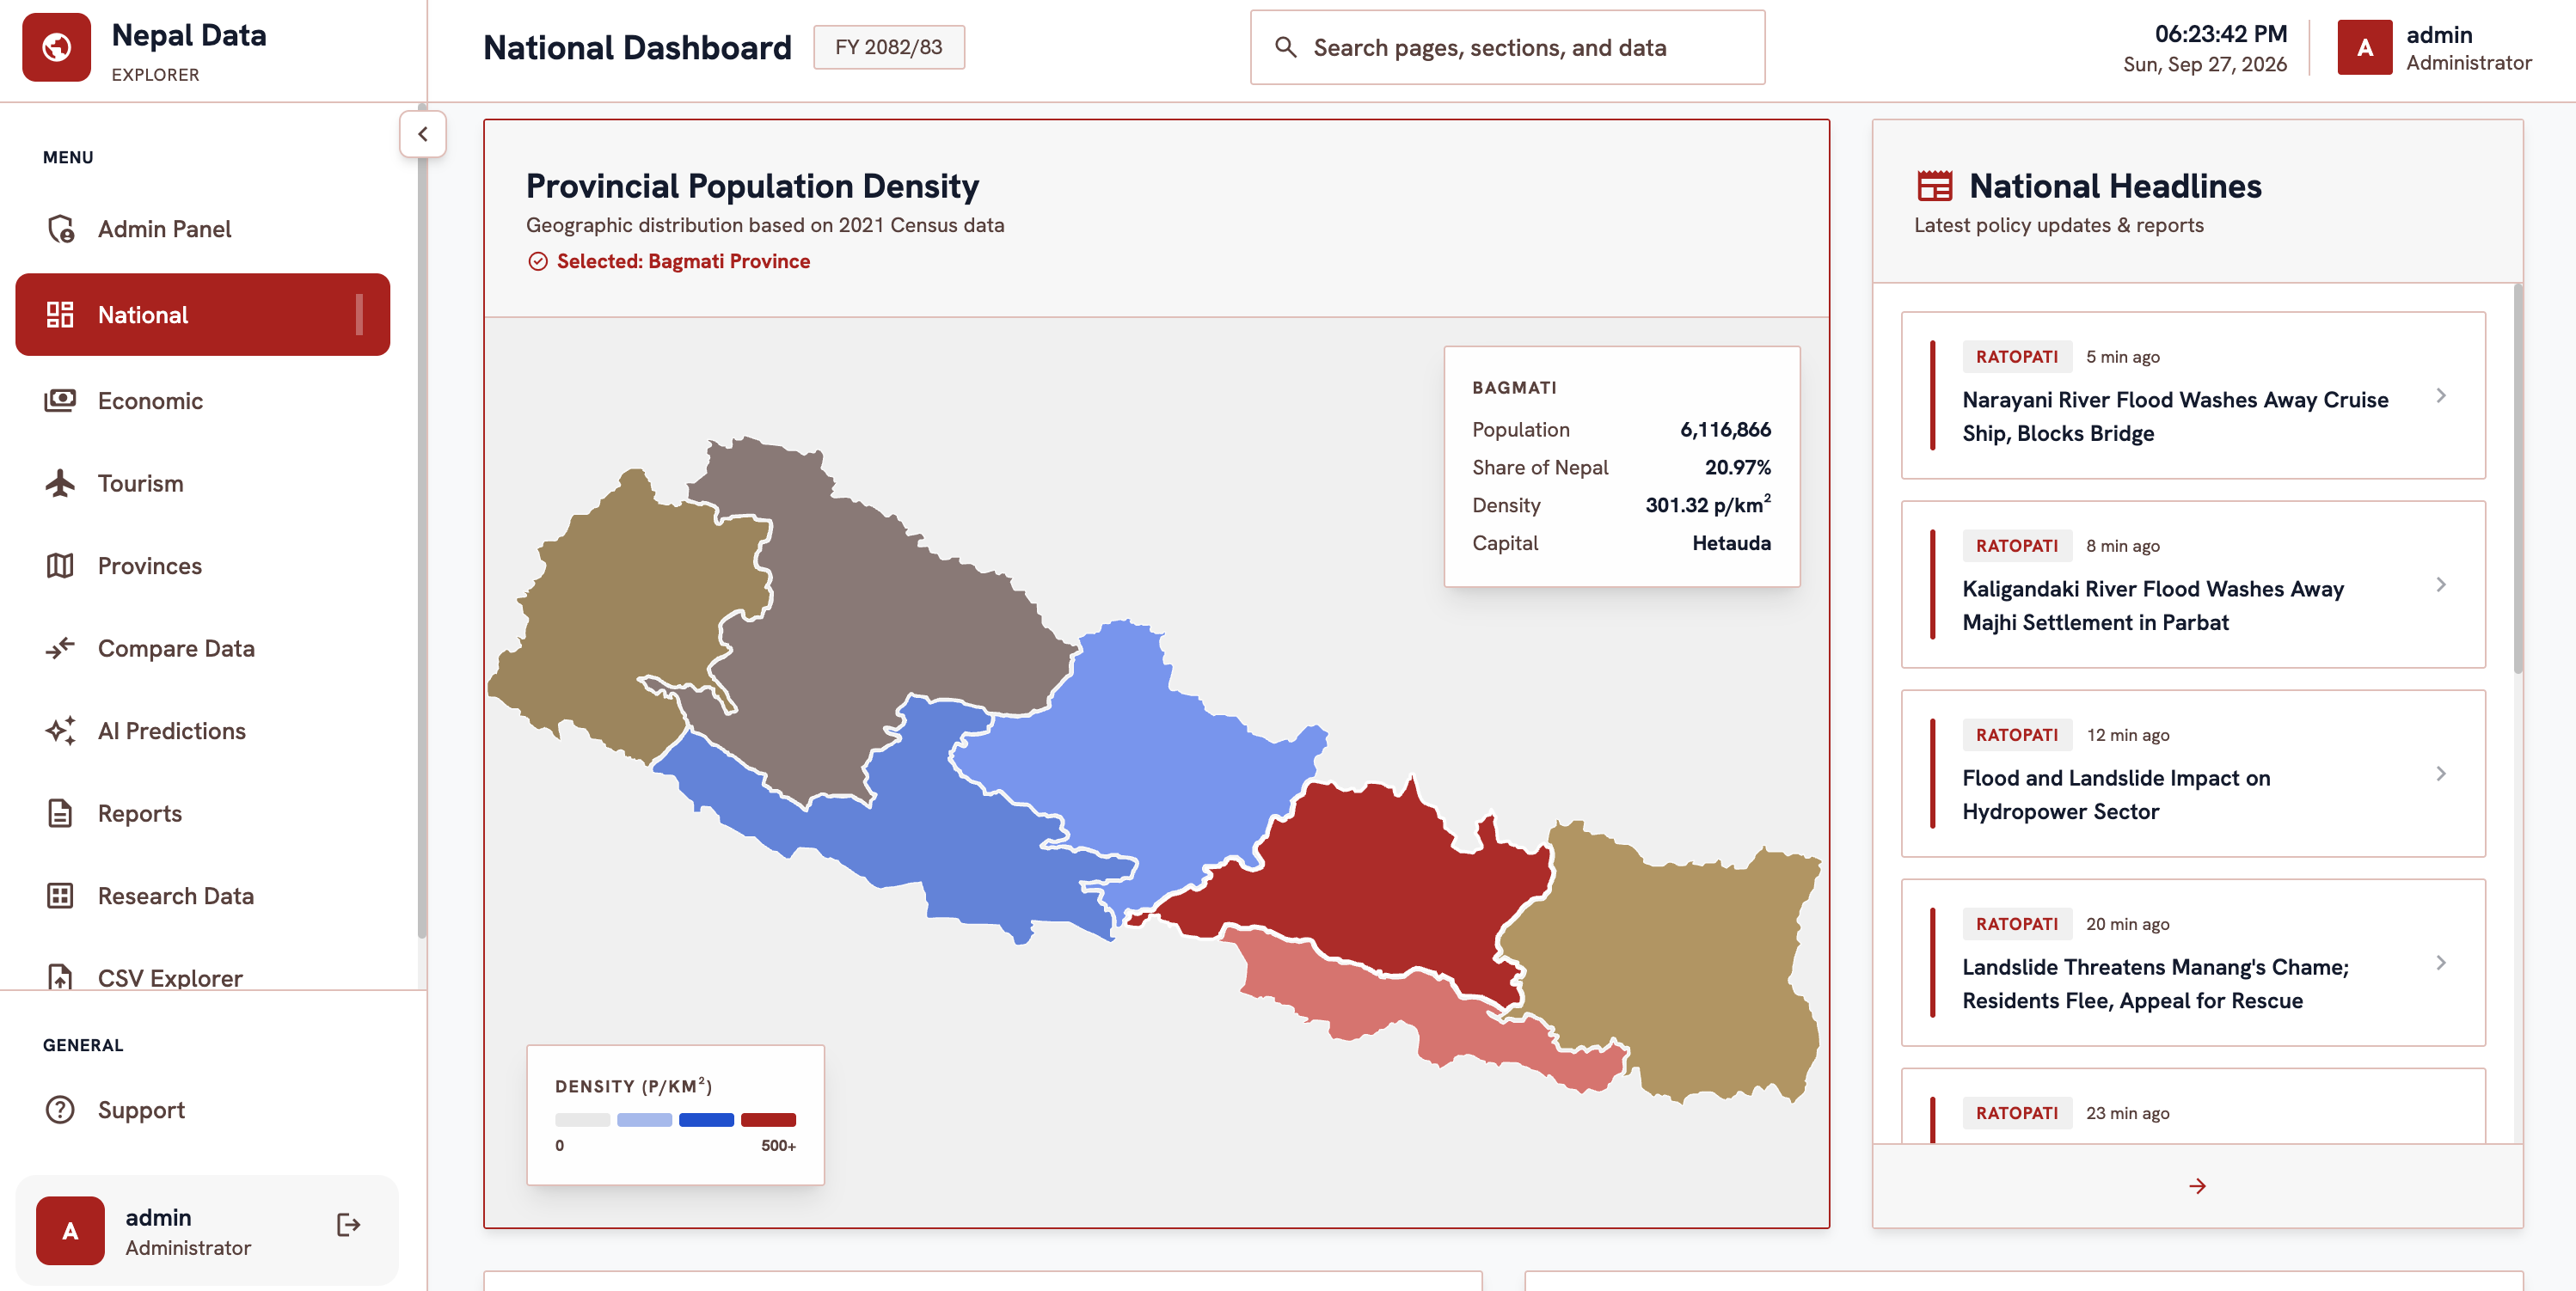 Nepal Data
EXPLORER
National Dashboard
FY 2082/83
Search pages, sections, and data
06:23:42 PM
Sun, Sep 27, 2026
A
admin
Administrator
MENU
Admin Panel
National
Economic
Tourism
Provinces
Compare Data
AI Predictions
Reports
Research Data
CSV Explorer
GENERAL
Support
A
admin
Administrator
Provincial Population Density
Geographic distribution based on 2021 Census data
Selected: Bagmati Province
BAGMATI
Population 6,116,866
Share of Nepal 20.97%
Density 301.32 p/km²
Capital Hetauda
DENSITY (P/KM²)
0 500+
National Headlines
Latest policy updates & reports
RATOPATI 5 min ago
Narayani River Flood Washes Away Cruise
Ship, Blocks Bridge
RATOPATI 8 min ago
Kaligandaki River Flood Washes Away
Majhi Settlement in Parbat
RATOPATI 12 min ago
Flood and Landslide Impact on
Hydropower Sector
RATOPATI 20 min ago
Landslide Threatens Manang's Chame;
Residents Flee, Appeal for Rescue
RATOPATI 23 min ago